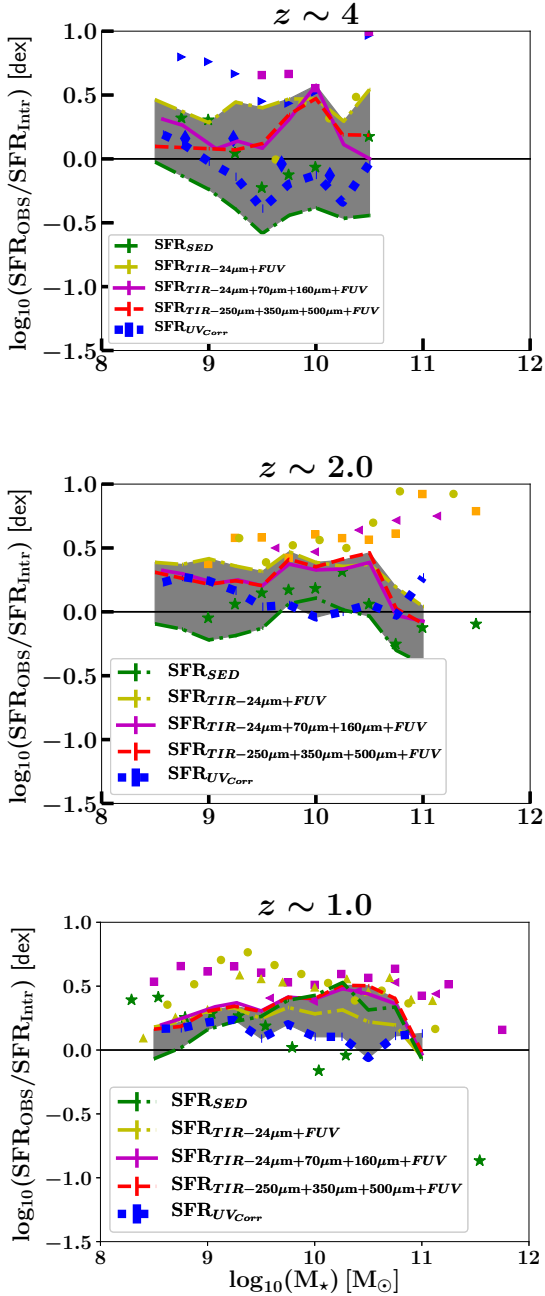 z ∼ 4
log10(SFROBS/SFRIntr) [dex]
1.0
0.5
0.0
−0.5
−1.0
−1.5
SFRSED
SFRTIR−24μm+FUV
SFRTIR−24μm+70μm+160μm+FUV
SFRTIR−250μm+350μm+500μm+FUV
SFRUVCorr
8 9 10 11 12
z ∼ 2.0
log10(SFROBS/SFRIntr) [dex]
1.0
0.5
0.0
−0.5
−1.0
−1.5
SFRSED
SFRTIR−24μm+FUV
SFRTIR−24μm+70μm+160μm+FUV
SFRTIR−250μm+350μm+500μm+FUV
SFRUVCorr
8 9 10 11 12
z ∼ 1.0
log10(SFROBS/SFRIntr) [dex]
1.0
0.5
0.0
−0.5
−1.0
−1.5
SFRSED
SFRTIR−24μm+FUV
SFRTIR−24μm+70μm+160μm+FUV
SFRTIR−250μm+350μm+500μm+FUV
SFRUVCorr
8 9 10 11 12
log10(M⋆) [M⊙]